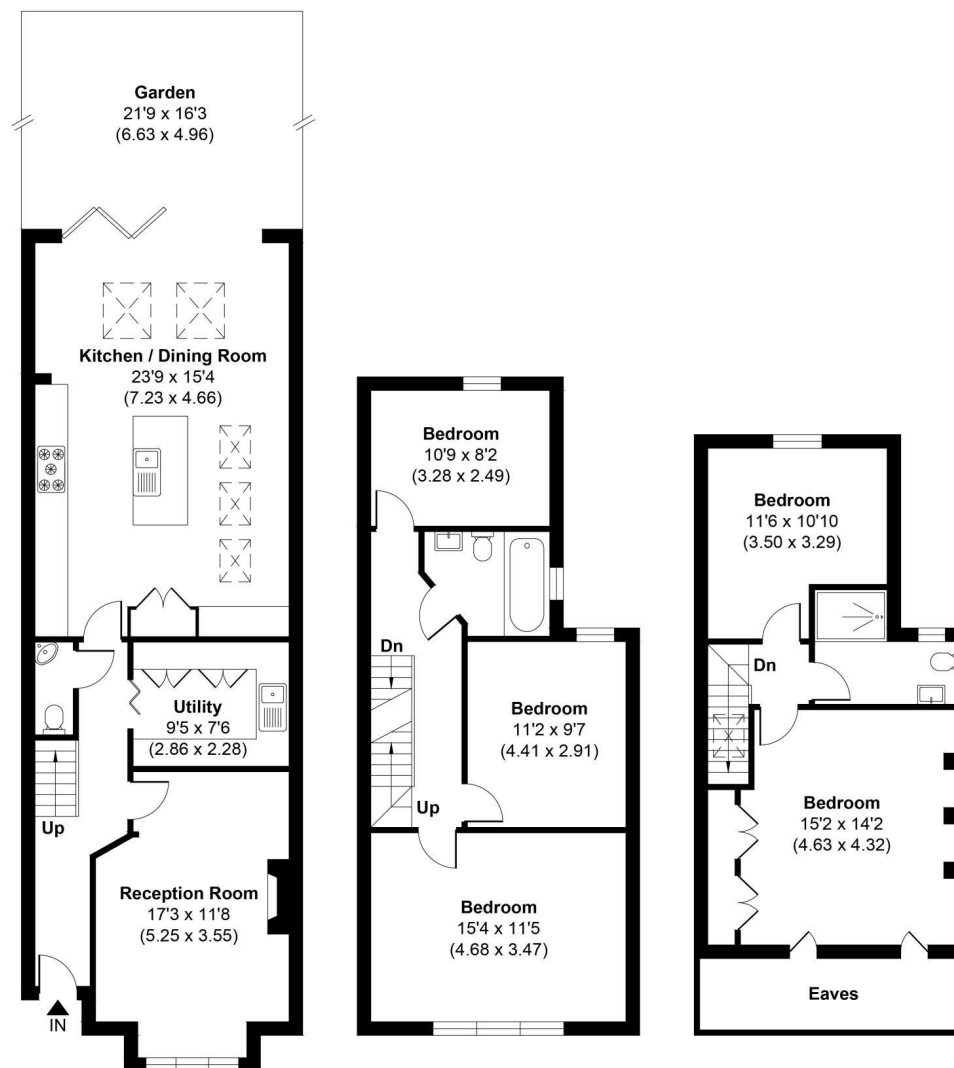 Garden
21'9 x 16'3
(6.63 x 4.96)
Kitchen / Dining Room
23'9 x 15'4
(7.23 x 4.66)
Utility
9'5 x 7'6
(2.86 x 2.28)
Up
Reception Room
17'3 x 11'8
(5.25 x 3.55)
IN
Bedroom
10'9 x 8'2
(3.28 x 2.49)
Dn
Bedroom
11'2 x 9'7
(4.41 x 2.91)
Up
Bedroom
15'4 x 11'5
(4.68 x 3.47)
Bedroom
11'6 x 10'10
(3.50 x 3.29)
Dn
Bedroom
15'2 x 14'2
(4.63 x 4.32)
Eaves